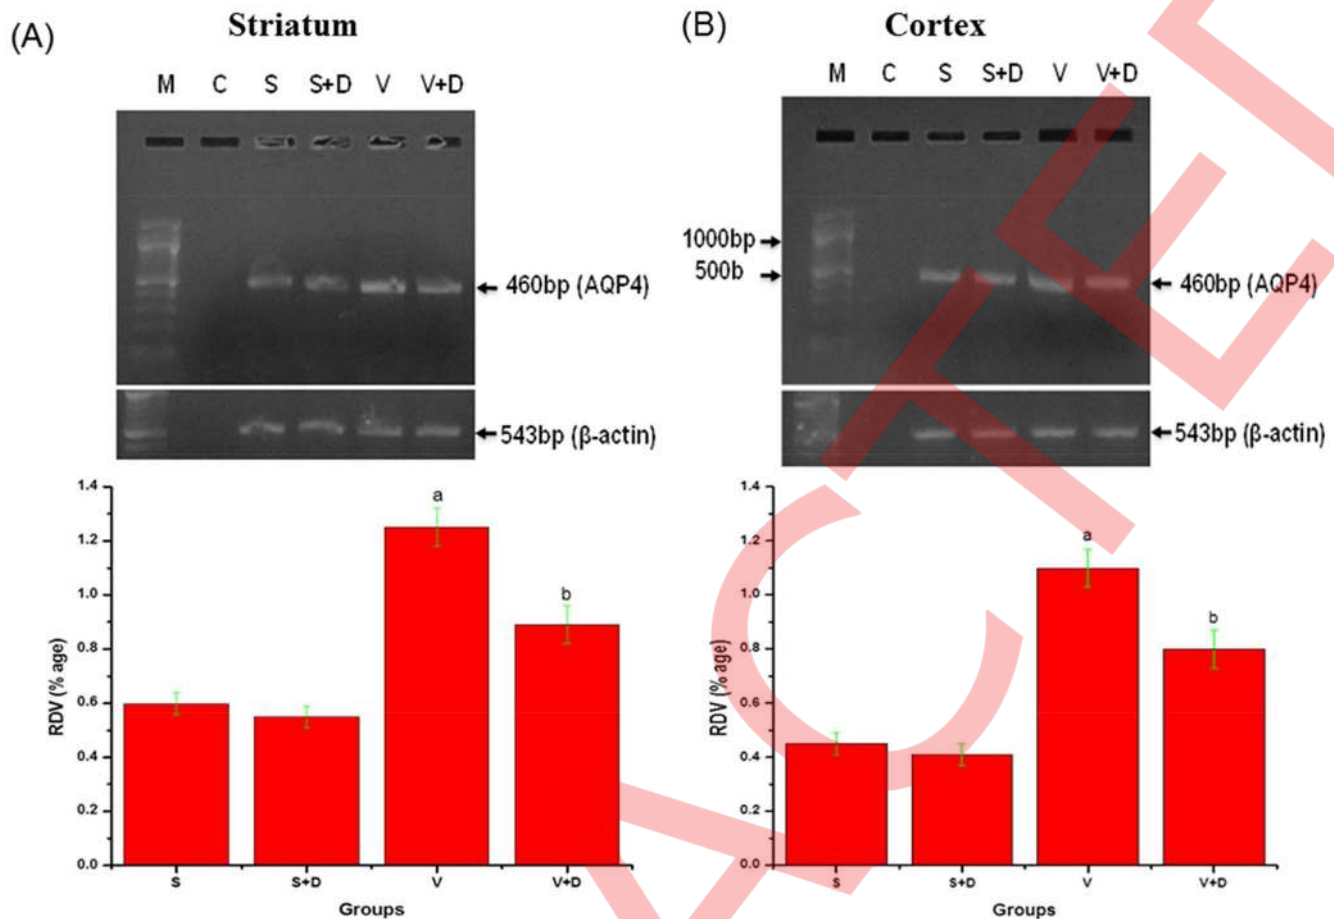 (A) Striatum
M C S S+D V V+D
460bp (AQP4)
543bp (β-actin)
1.4
1.2
1.0
0.8
0.6
0.4
0.2
0.0
RDV (% age)
a
b
S S+D V V+D
Groups
(B) Cortex
M C S S+D V V+D
1000bp
500b
460bp (AQP4)
543bp (β-actin)
1.4
1.2
1.0
0.8
0.6
0.4
0.2
0.0
RDV (% age)
a
b
S S+D V V+D
Groups